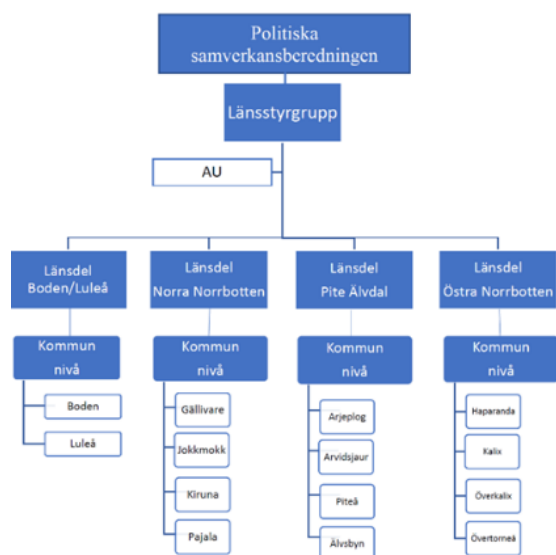 Politiska
samverkansberedningen
Länsstyrgrupp
AU
Länsdel
Boden/Luleå
Länsdel
Norra Norrbotten
Länsdel
Pite Älvdal
Länsdel
Östra Norrbotten
Kommun
nivå
Kommun
nivå
Kommun
nivå
Kommun
nivå
Boden
Luleå
Gällivare
Jokkmokk
Kiruna
Pajala
Arjeplog
Arvidsjaur
Piteå
Älvsbyn
Haparanda
Kalix
Överkalix
Övertorneå